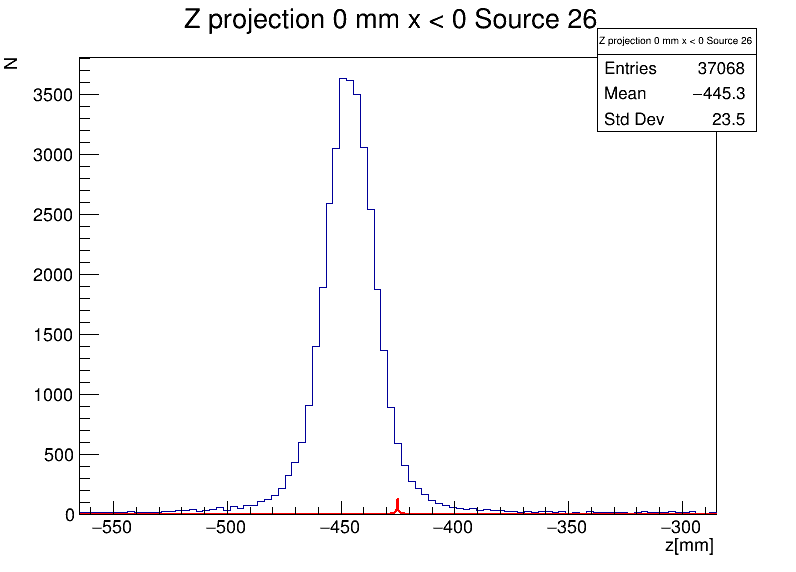 Z projection 0 mm x < 0 Source 26
Z projection 0 mm x < 0 Source 26
Entries 37068
Mean −445.3
Std Dev 23.5
N
3500
3000
2500
2000
1500
1000
500
0
−550 −500 −450 −400 −350 −300
z[mm]